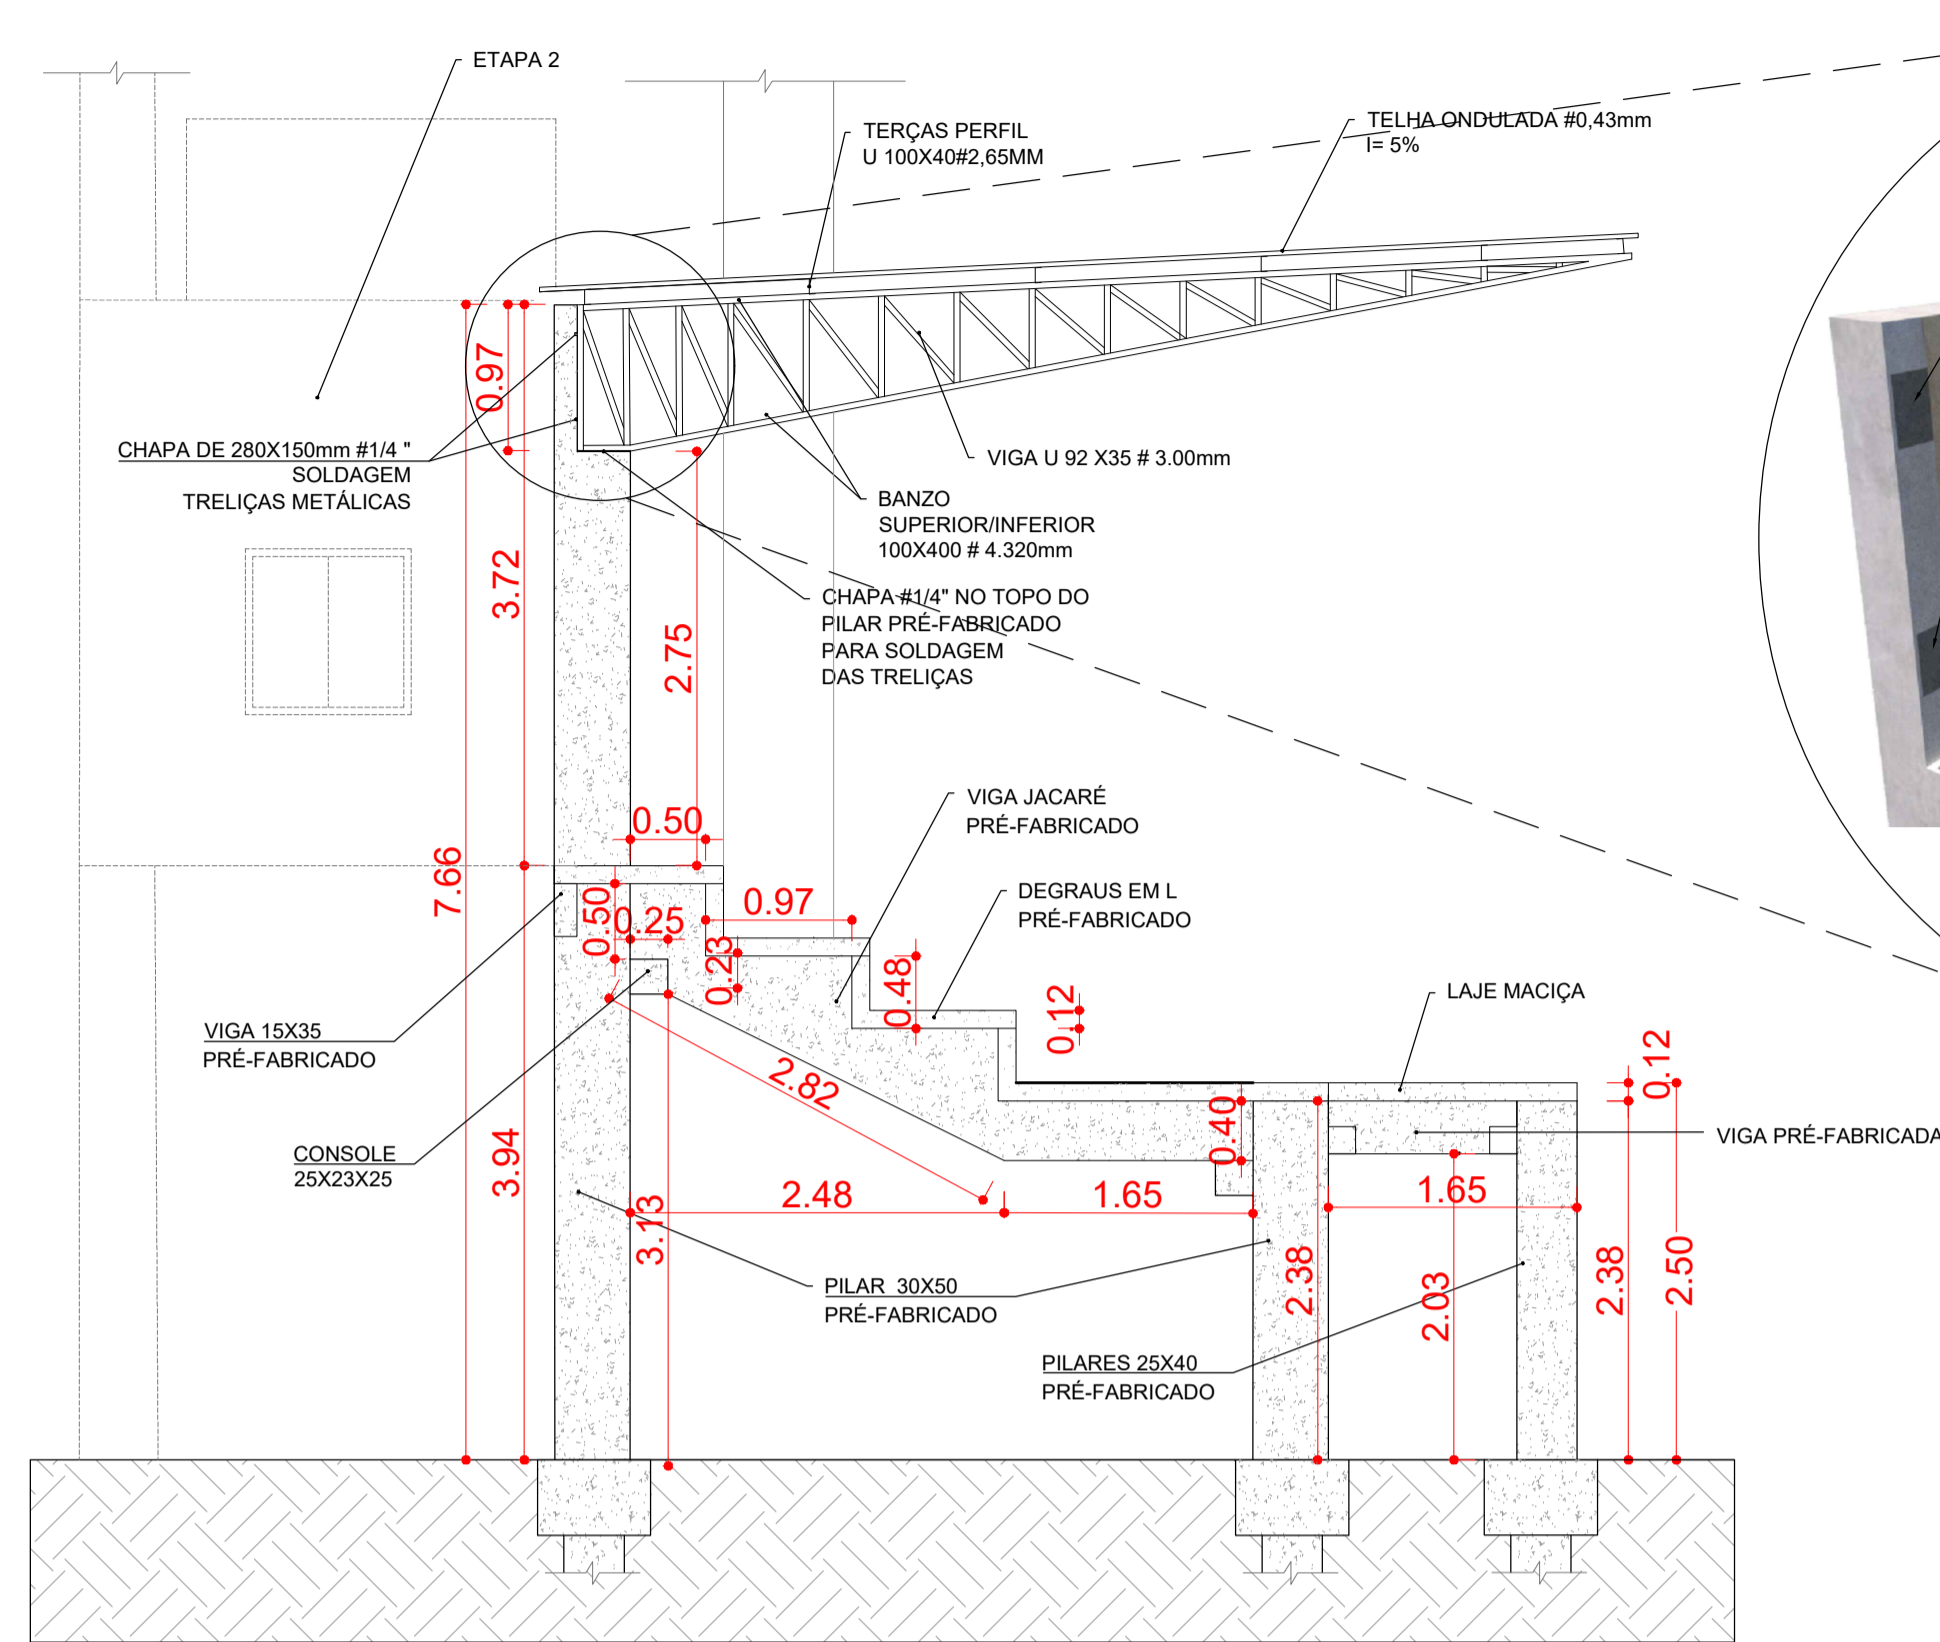 ETAPA 2
TERÇAS PERFIL
U 100X40#2,65MM
TELHA ONDULADA #0,43mm
I= 5%
0.97
CHAPA DE 280X150mm #1/4 "
SOLDAGEM
TRELIÇAS METÁLICAS
VIGA U 92 X35 # 3.00mm
BANZO
SUPERIOR/INFERIOR
100X400 # 4.320mm
3.72
CHAPA #1/4" NO TOPO DO
PILAR PRÉ-FABRICADO
PARA SOLDAGEM
DAS TRELIÇAS
2.75
VIGA JACARÉ
PRÉ-FABRICADO
0.50
7.66
DEGRAUS EM L
PRÉ-FABRICADO
0.97
0.50
0.25
0.23
0.48
0.12
LAJE MACIÇA
VIGA 15X35
PRÉ-FABRICADO
0.12
2.82
0.40
VIGA PRÉ-FABRICADA
CONSOLE
25X23X25
3.94
2.48
1.65
1.65
3.13
PILAR 30X50
PRÉ-FABRICADO
2.38
2.03
2.38
2.50
PILARES 25X40
PRÉ-FABRICADO